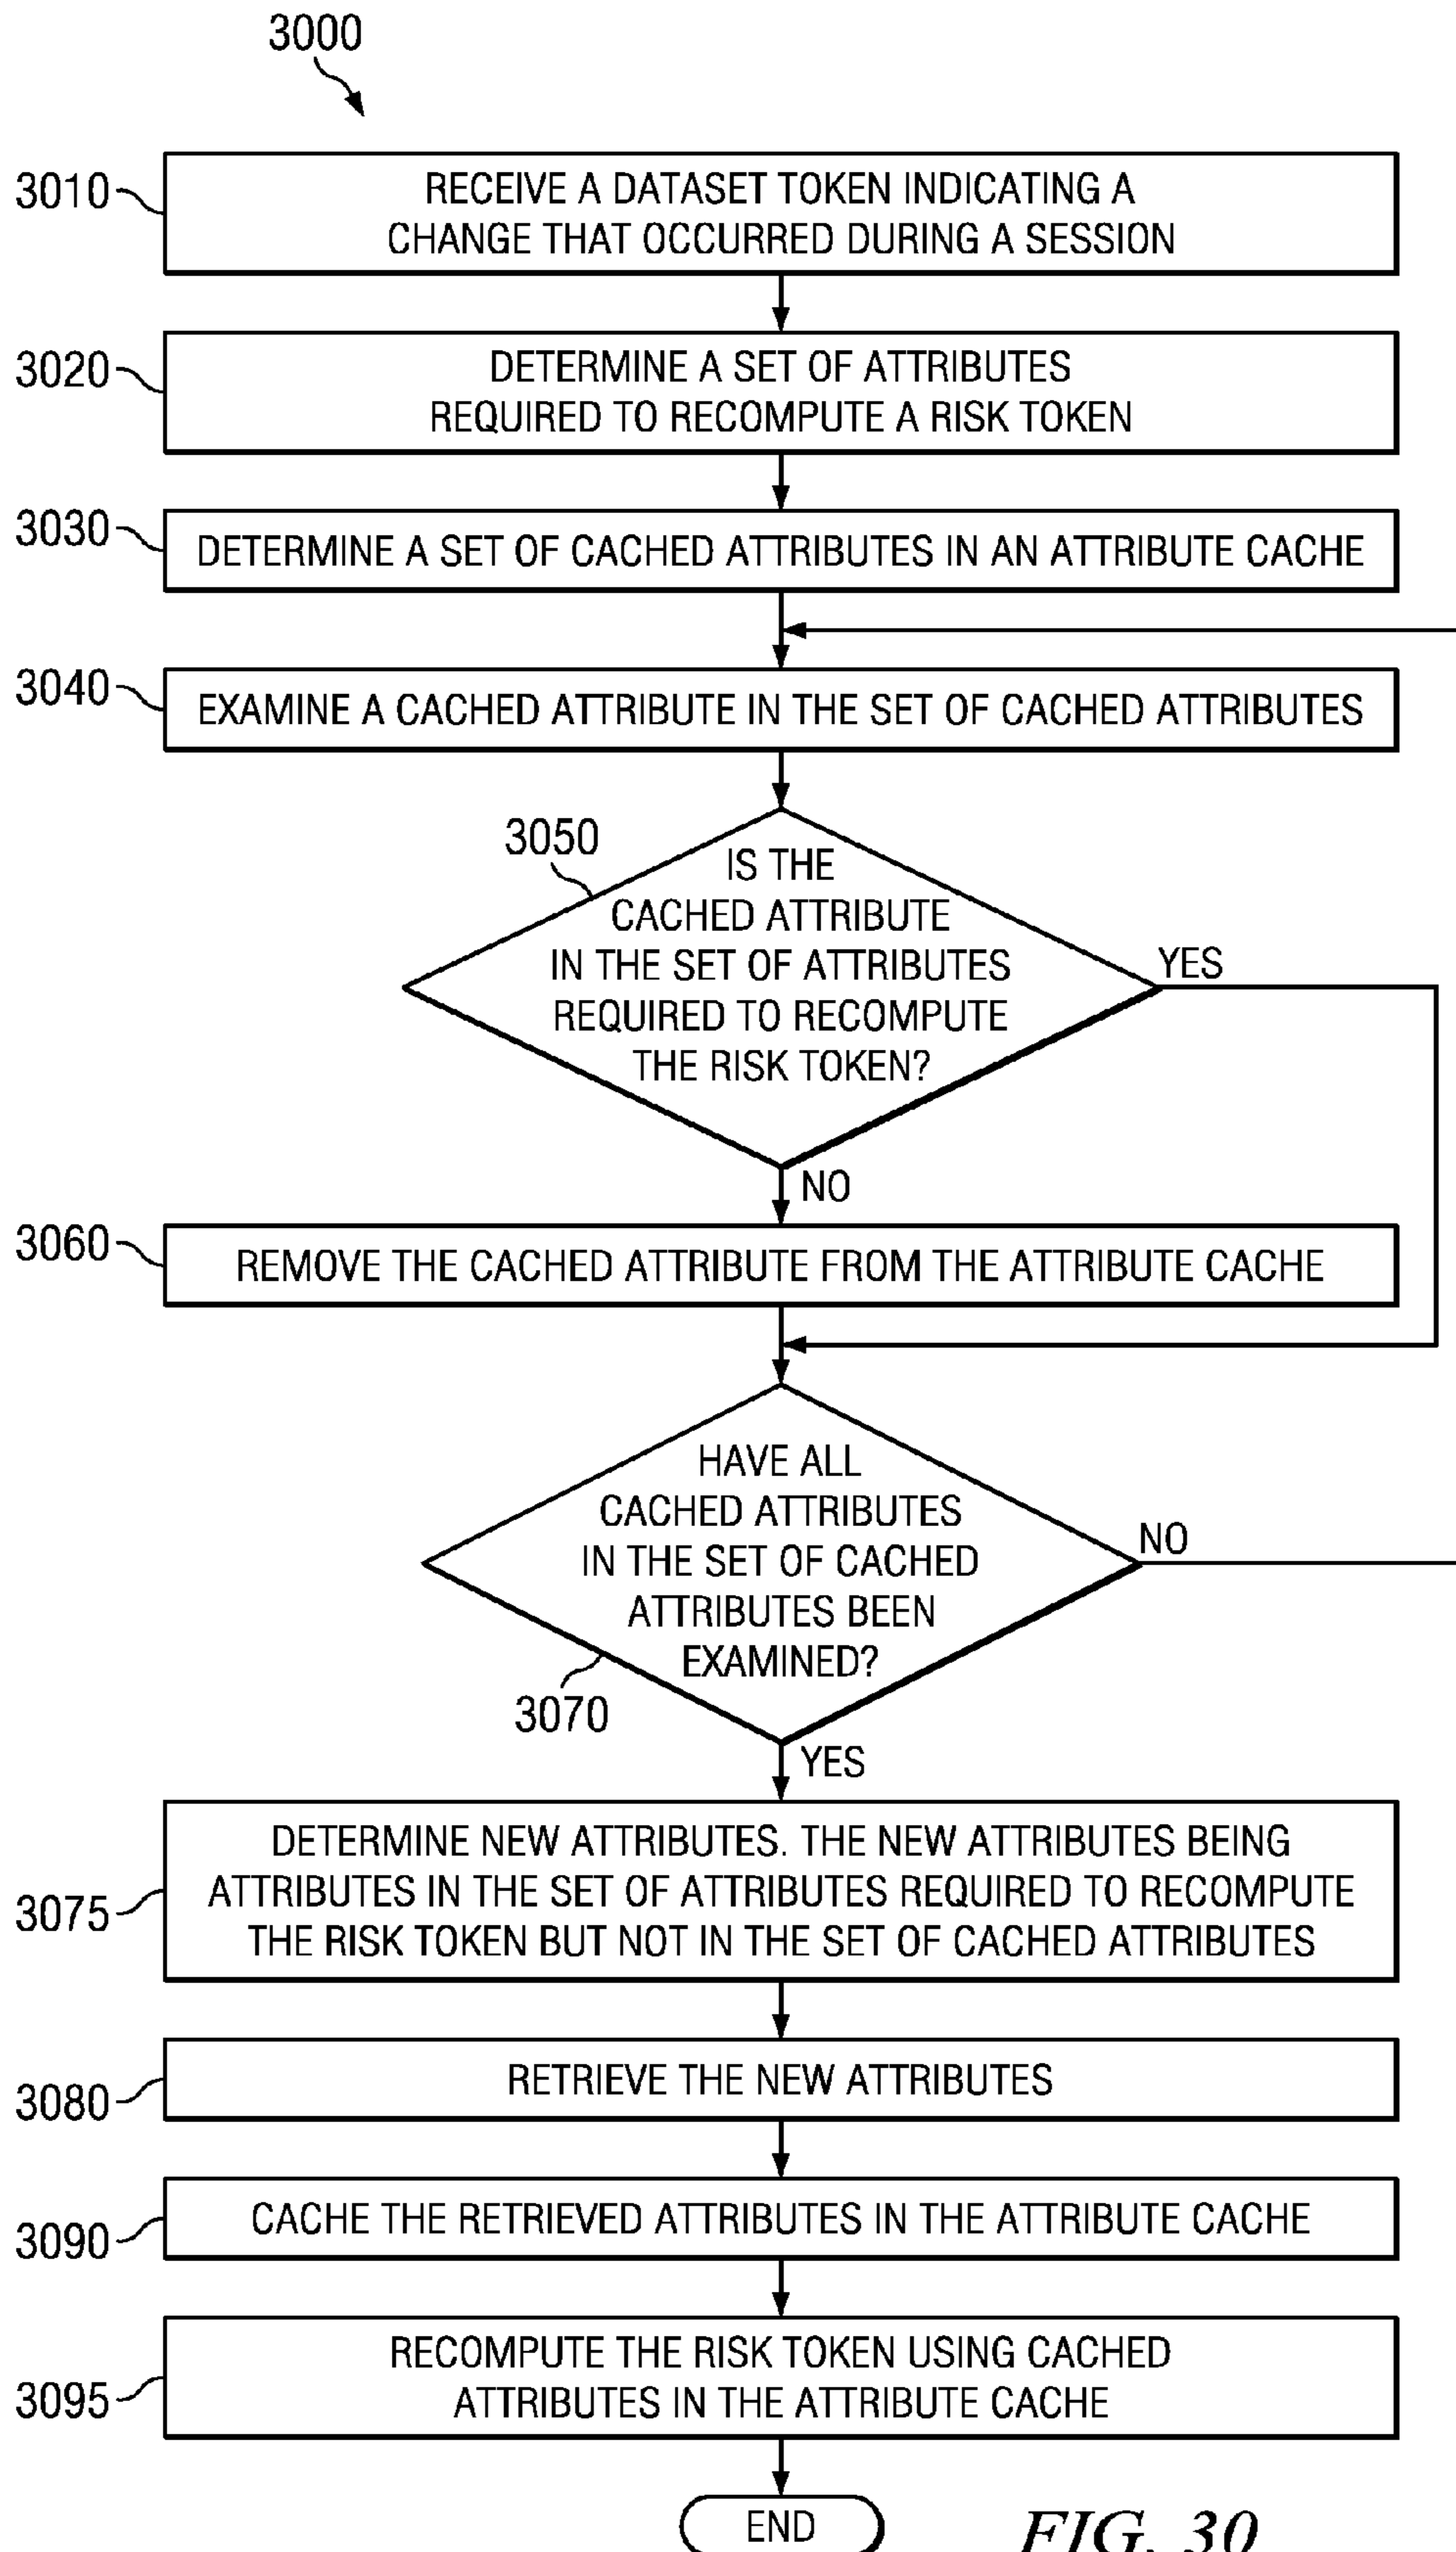 3000
3010
RECEIVE A DATASET TOKEN INDICATING A
CHANGE THAT OCCURRED DURING A SESSION
3020
DETERMINE A SET OF ATTRIBUTES
REQUIRED TO RECOMPUTE A RISK TOKEN
3030
DETERMINE A SET OF CACHED ATTRIBUTES IN AN ATTRIBUTE CACHE
3040
EXAMINE A CACHED ATTRIBUTE IN THE SET OF CACHED ATTRIBUTES
3050
IS THE
CACHED ATTRIBUTE
IN THE SET OF ATTRIBUTES
REQUIRED TO RECOMPUTE
THE RISK TOKEN?
YES
NO
3060
REMOVE THE CACHED ATTRIBUTE FROM THE ATTRIBUTE CACHE
HAVE ALL
CACHED ATTRIBUTES
IN THE SET OF CACHED
ATTRIBUTES BEEN
EXAMINED?
NO
3070
YES
3075
DETERMINE NEW ATTRIBUTES. THE NEW ATTRIBUTES BEING
ATTRIBUTES IN THE SET OF ATTRIBUTES REQUIRED TO RECOMPUTE
THE RISK TOKEN BUT NOT IN THE SET OF CACHED ATTRIBUTES
3080
RETRIEVE THE NEW ATTRIBUTES
3090
CACHE THE RETRIEVED ATTRIBUTES IN THE ATTRIBUTE CACHE
3095
RECOMPUTE THE RISK TOKEN USING CACHED
ATTRIBUTES IN THE ATTRIBUTE CACHE
END
FIG. 30